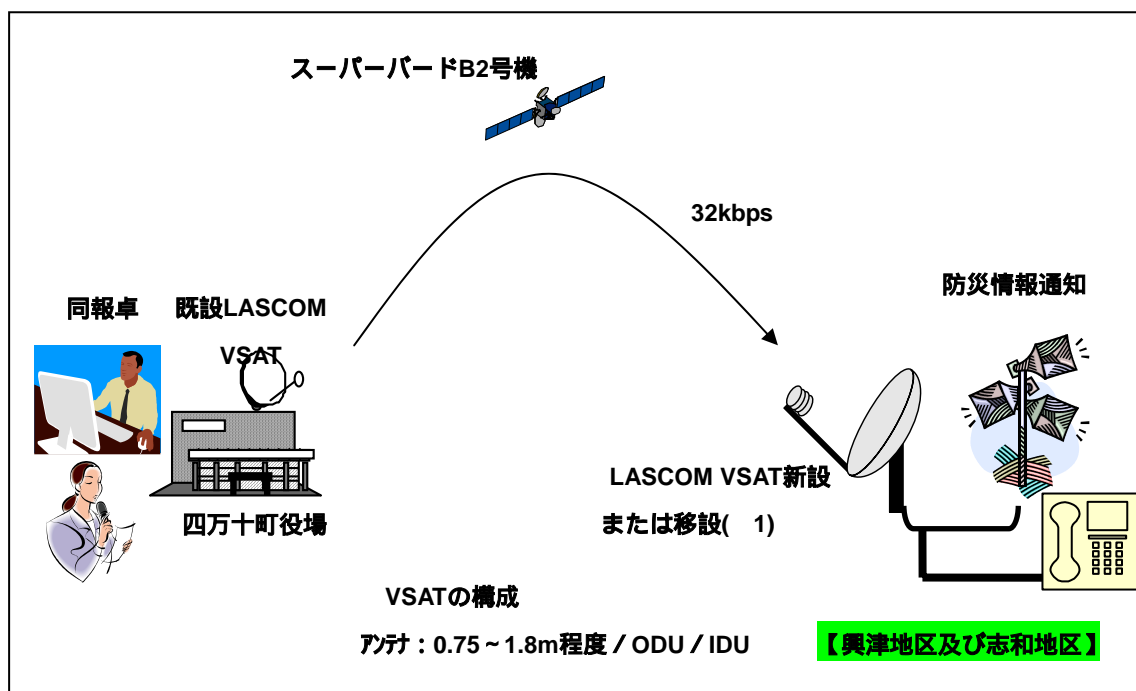 スーパーバードB2号機
32kbps
防災情報通知
同報卓
既設LASCOM
VSAT
LASCOM VSAT新設
または移設( 1)
四万十町役場
VSATの構成
ｱﾝﾃﾅ：0.75～1.8m程度／ODU／IDU
【興津地区及び志和地区】